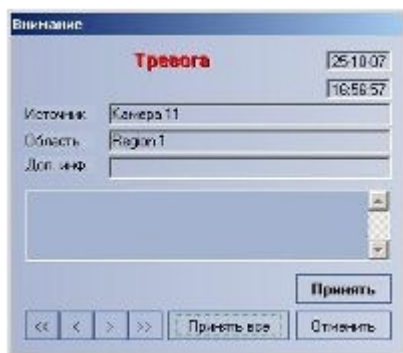 Внимание
Тревога 25-10-07
16:56:57
Источник Камера 11
Область Region 1
Доп. инф.
Принять
<< < > >> Принять все Отменить